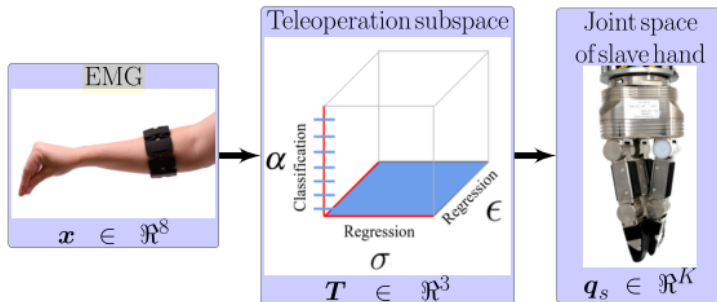 EMG
x ∈ ℜ⁸
Teleoperation subspace
α
Classification
Regression
Regression
ϵ
σ
T ∈ ℜ³
Joint space
of slave hand
qₛ ∈ ℜᴷ